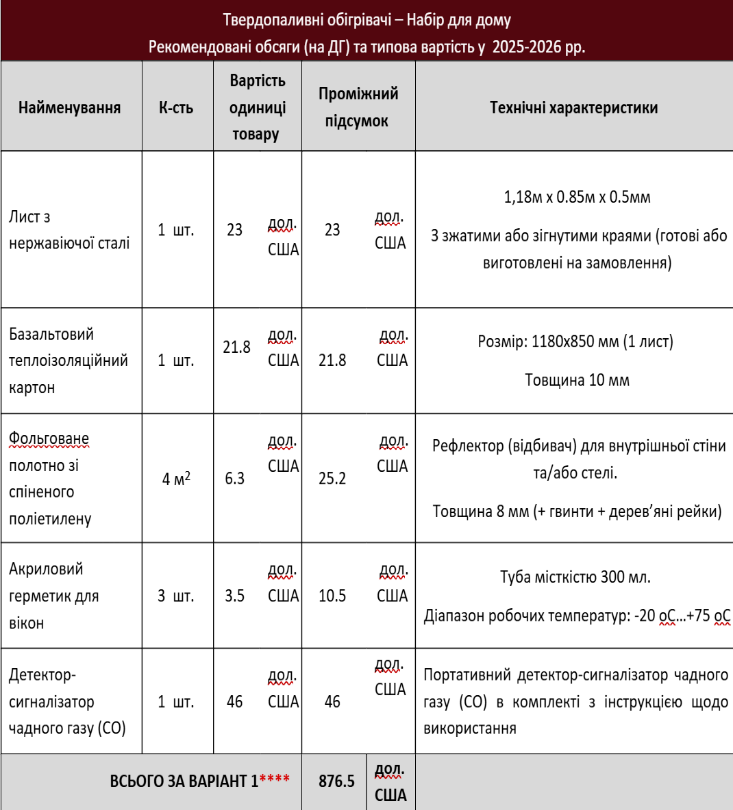 Твердопаливні обігрівачі – Набір для дому
Рекомендовані обсяги (на ДГ) та типова вартість у 2025-2026 рр.
Найменування
К-сть
Вартість
одиниці
товару
Проміжний
підсумок
Технічні характеристики
Лист з
нержавіючої сталі
1 шт.
23
дол.
США
23
дол.
США
1,18м x 0.85м x 0.5мм
З зжатими або зігнутими краями (готові або
виготовлені на замовлення)
Базальтовий
теплоізоляційний
картон
1 шт.
21.8
дол.
США
21.8
дол.
США
Розмір: 1180x850 мм (1 лист)
Товщина 10 мм
Фольговане
полотно зі
спіненого
поліетилену
4 м²
6.3
дол.
США
25.2
дол.
США
Рефлектор (відбивач) для внутрішньої стіни
та/або стелі.
Товщина 8 мм (+ гвинти + дерев’яні рейки)
Акриловий
герметик для
вікон
3 шт.
3.5
дол.
США
10.5
дол.
США
Туба місткістю 300 мл.
Діапазон робочих температур: -20 оС…+75 оС
Детектор-
сигналізатор
чадного газу (СО)
1 шт.
46
дол.
США
46
дол.
США
Портативний детектор-сигналізатор чадного
газу (СО) в комплекті з інструкцією щодо
використання
ВСЬОГО ЗА ВАРІАНТ 1****
876.5
дол.
США